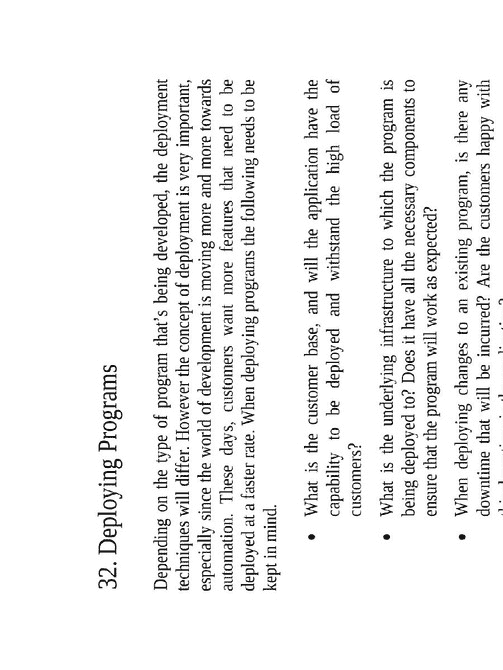 32. Deploying Programs
Depending on the type of program that's being developed, the deployment
techniques will differ. However the concept of deployment is very important,
especially since the world of development is moving more and more towards
automation. These days, customers want more features that need to be
deployed at a faster rate. When deploying programs the following needs to be
kept in mind.
• What is the customer base, and will the application have the
capability to be deployed and withstand the high load of
customers?
• What is the underlying infrastructure to which the program is
being deployed to? Does it have all the necessary components to
ensure that the program will work as expected?
• When deploying changes to an existing program, is there any
downtime that will be incurred? Are the customers happy with